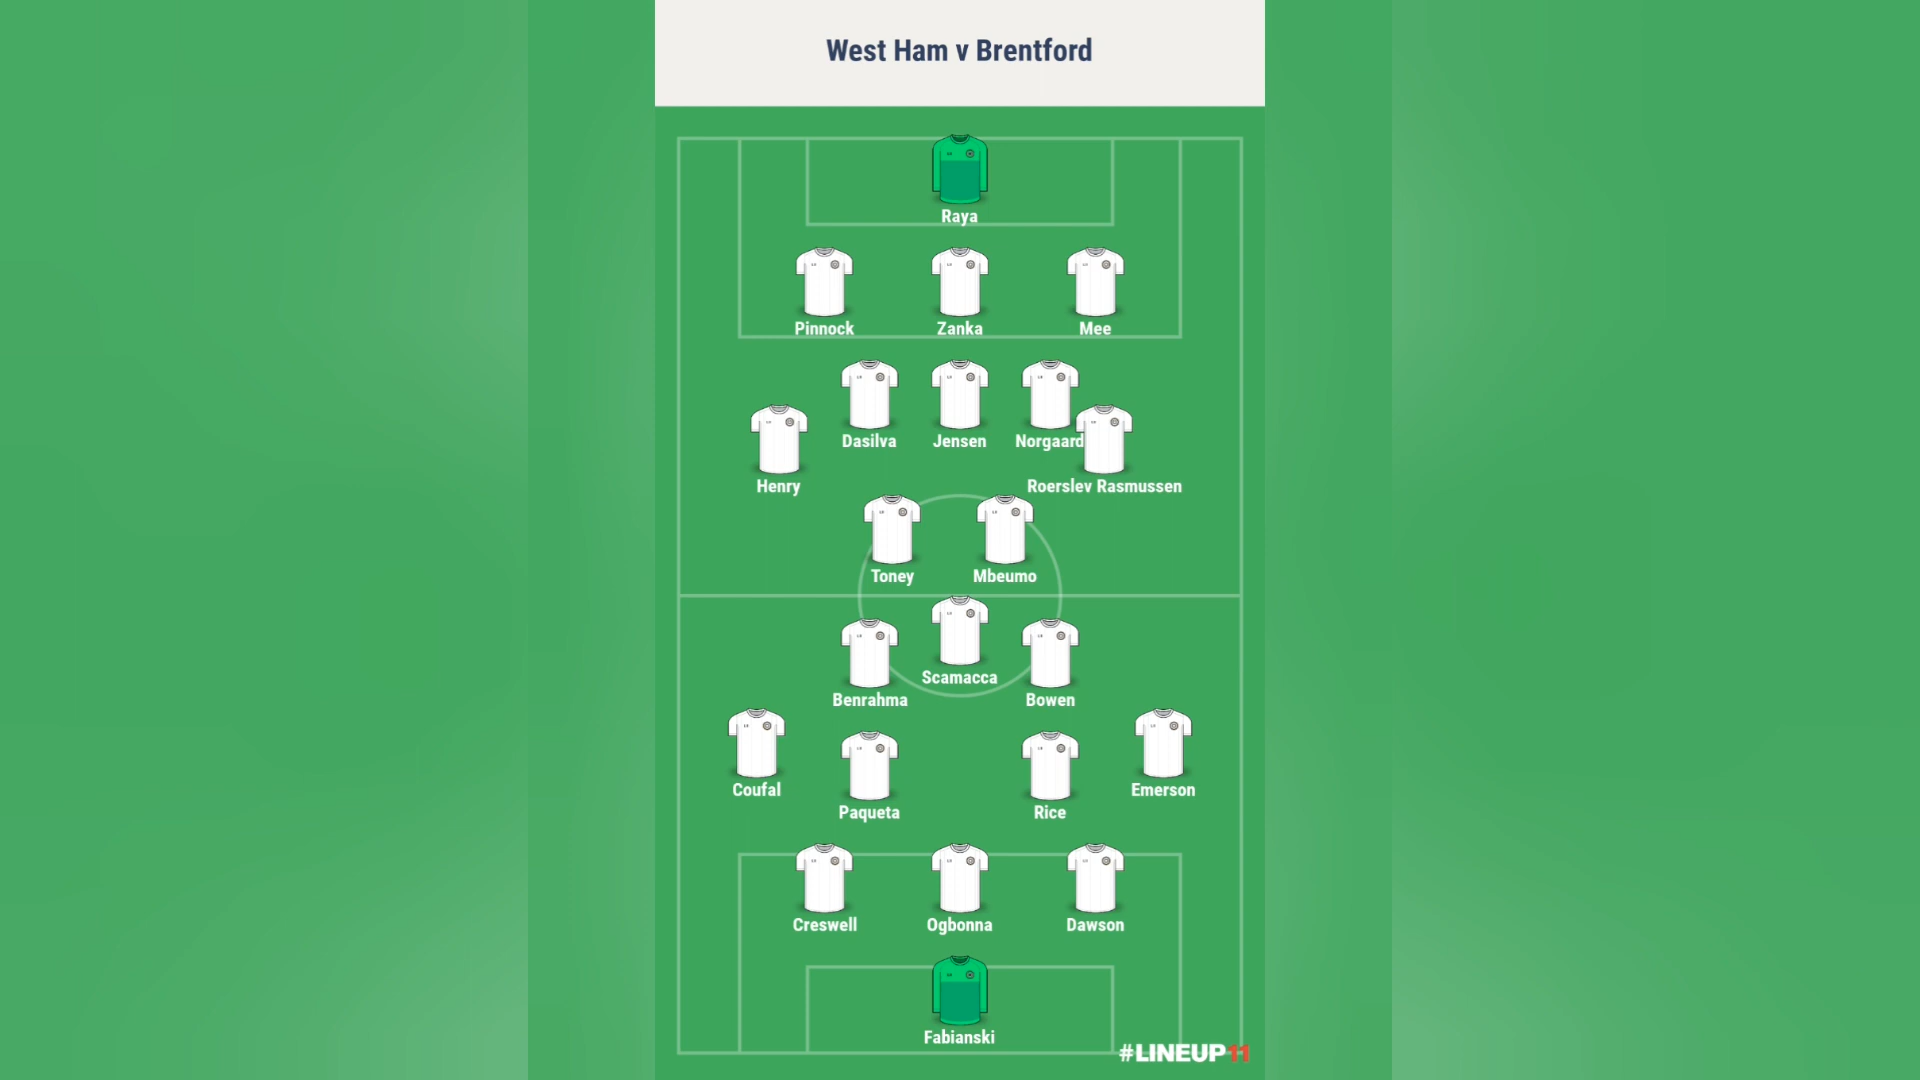 West Ham v Brentford
Raya
Pinnock Zanka Mee
Dasilva Jensen Norgaard
Henry Roerslev Rasmussen
Toney Mbeumo
Scamacca
Benrahma Bowen
Coufal Emerson
Paqueta Rice
Creswell Ogbonna Dawson
Fabianski
#LINEUP11